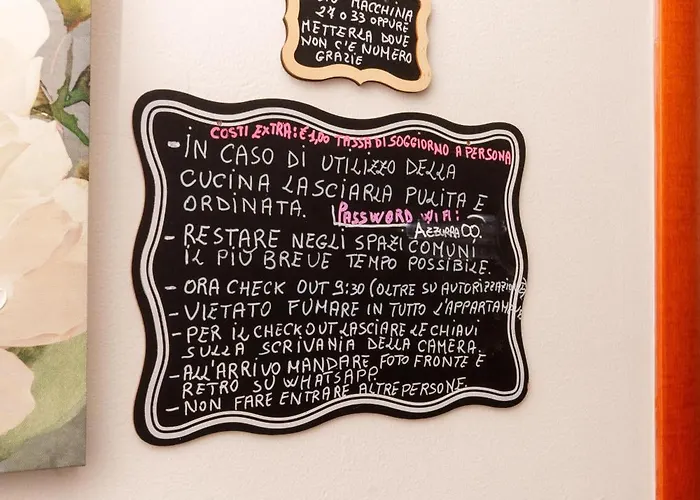 MACCHINA
27 O 33 OPPURE
METTERLA DOVE
NON C'È NUMERO
GRAZIE
COSTI EXTRA: € 1,00 TASSA DI SOGGIORNO A PERSONA
- IN CASO DI UTILIZZO DELLA
CUCINA LASCIARLA PULITA E
ORDINATA. PASSWORD WIFI:
AZZURRA00.
- RESTARE NEGLI SPAZI COMUNI
IL PIÙ BREVE TEMPO POSSIBILE.
- ORA CHECK OUT 9:30 (OLTRE SU AUTORIZZAZIONE)
- VIETATO FUMARE IN TUTTO L'APPARTAMENTO
- PER IL CHECK OUT LASCIARE LE CHIAVI
SULLA SCRIVANIA DELLA CAMERA.
- ALL'ARRIVO MANDARE FOTO FRONTE E
RETRO SU WHATSAPP.
- NON FARE ENTRARE ALTRE PERSONE.